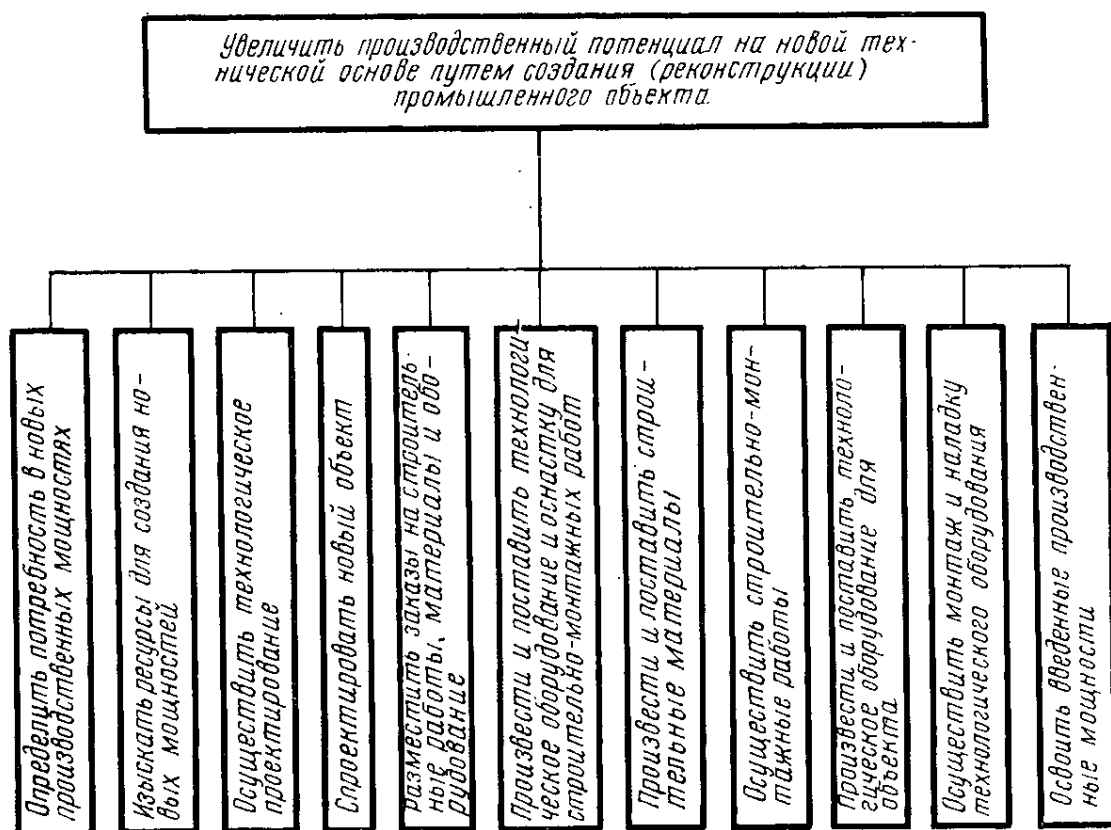 Увеличить производственный потенциал на новой тех-
нической основе путем создания (реконструкции)
промышленного объекта.
Определить потребность в новых
производственных мощностях
Изыскать ресурсы для создания но-
вых мощностей
Осуществить технологическое
проектирование
Спроектировать новый объект
Разместить заказы на строитель-
ные работы, материалы и обо-
рудование
Произвести и поставить технологи
ческое оборудование и оснастку для
строительно-монтажных работ
Произвести и поставить строи-
тельные материалы
Осуществить строительно-мон-
тажные работы
Произвести и поставить техноло-
гическое оборудование для
объекта
Осуществить монтаж и наладку
технологического оборудования
Освоить введенные производствен-
ные мощности